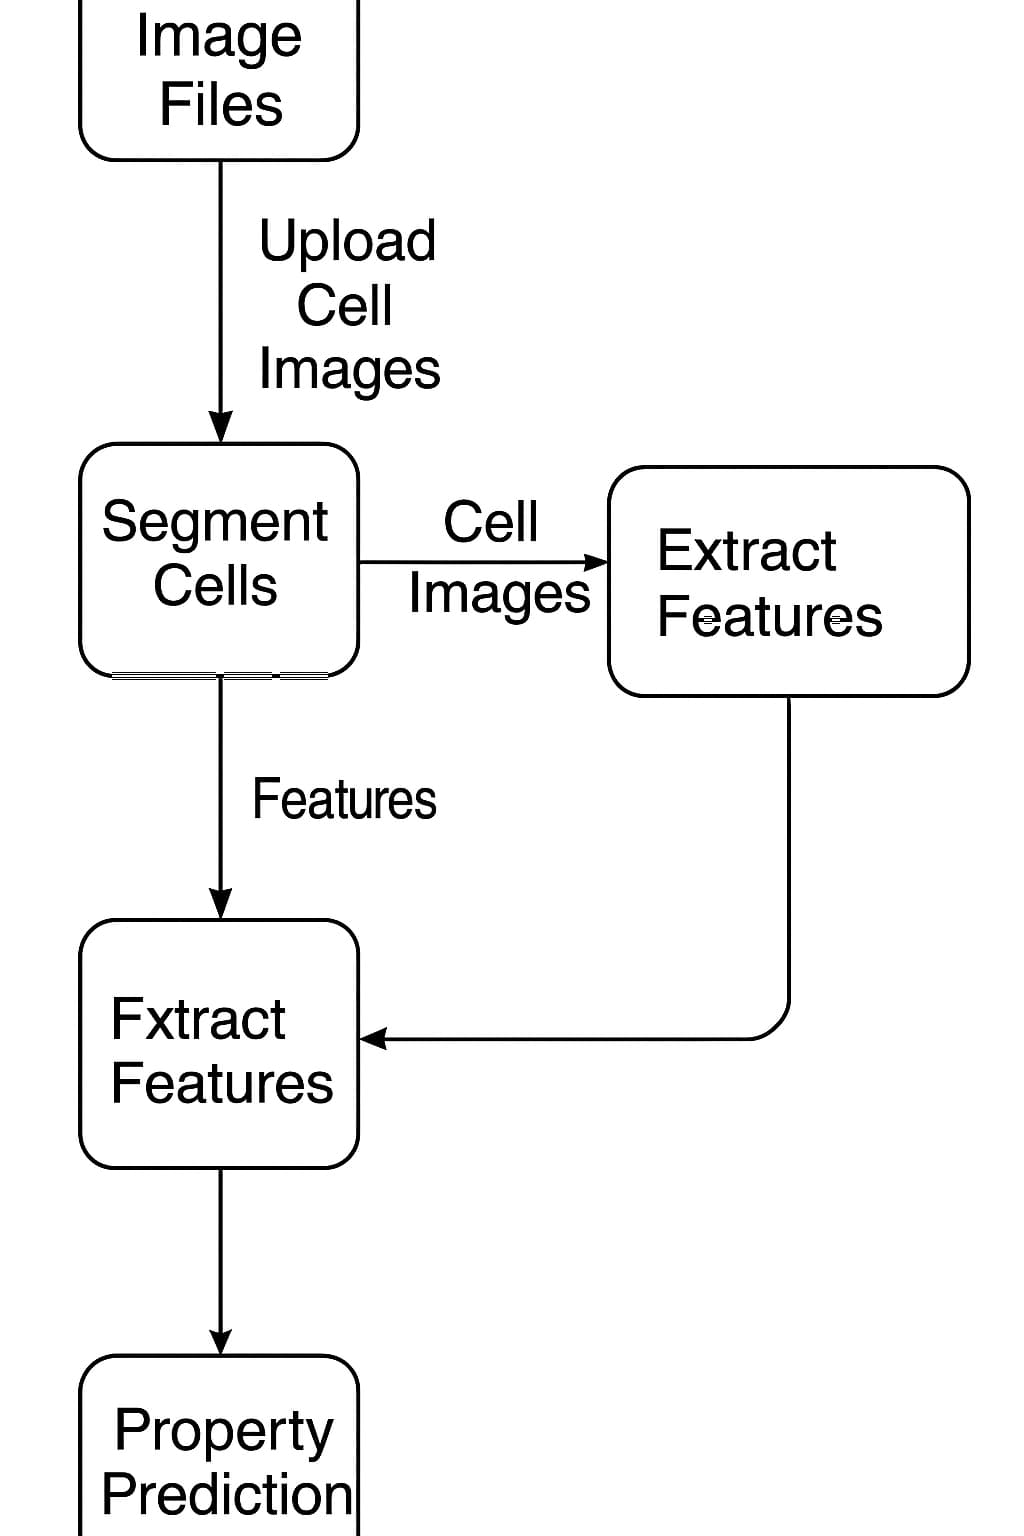 Image
Files
Upload
Cell
Images
Segment
Cells
Cell
Images
Extract
Features
Features
Fxtract
Features
Property
Prediction